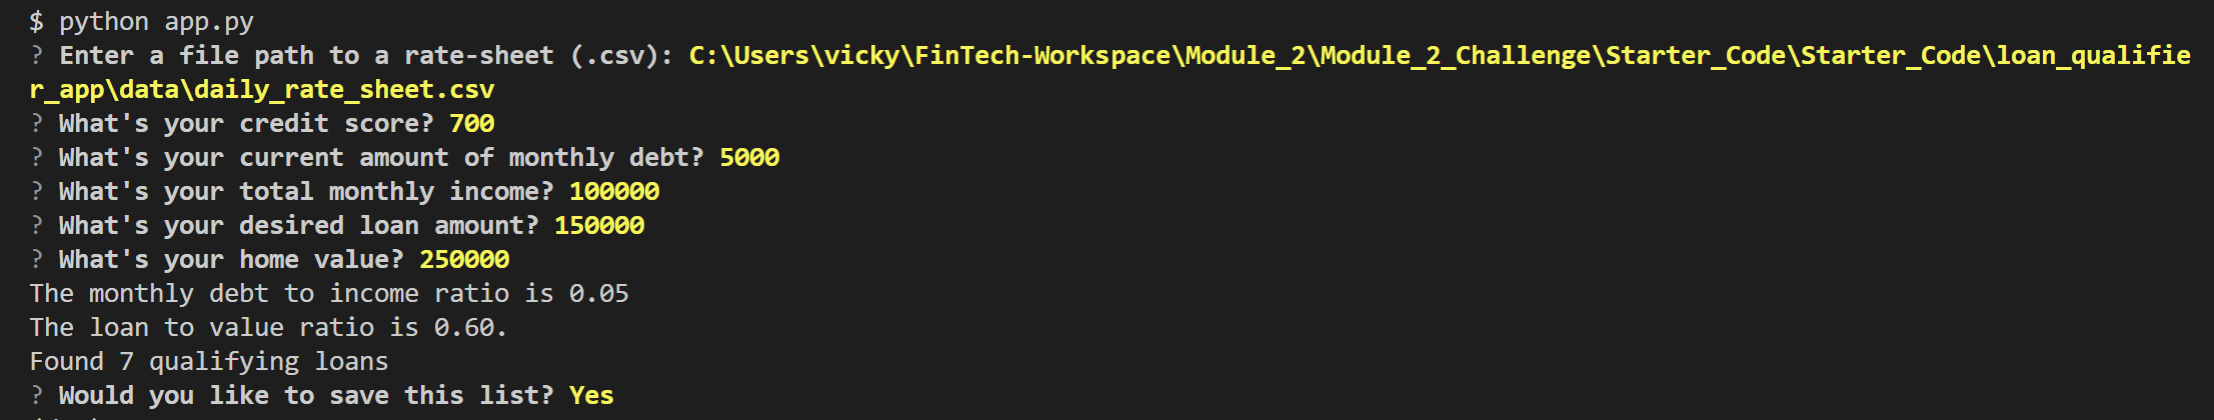 $ python app.py
? Enter a file path to a rate-sheet (.csv): C:\Users\vicky\FinTech-Workspace\Module_2\Module_2_Challenge\Starter_Code\Starter_Code\loan_qualifie
r_app\data\daily_rate_sheet.csv
? What's your credit score? 700
? What's your current amount of monthly debt? 5000
? What's your total monthly income? 100000
? What's your desired loan amount? 150000
? What's your home value? 250000
The monthly debt to income ratio is 0.05
The loan to value ratio is 0.60.
Found 7 qualifying loans
? Would you like to save this list? Yes